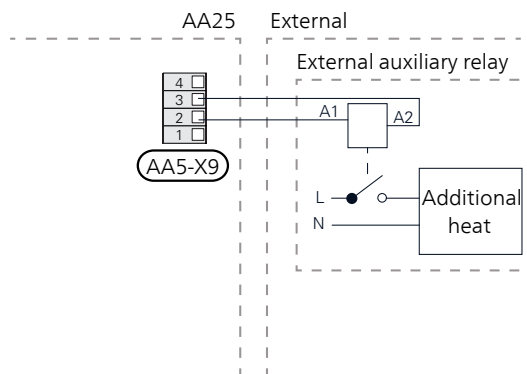 AA25
External
External auxiliary relay
4
3
2
1
A1
A2
AA5-X9
L
N
Additional
heat